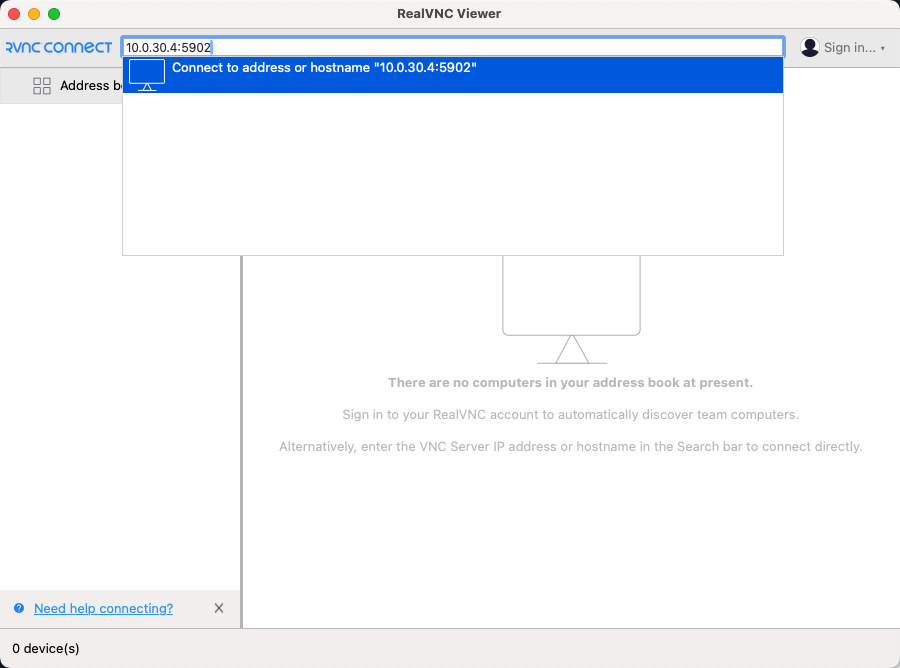 RealVNC Viewer
RVNC CONNECT
10.0.30.4:5902
Sign in...
Connect to address or hostname "10.0.30.4:5902"
Address b
There are no computers in your address book at present.
Sign in to your RealVNC account to automatically discover team computers.
Alternatively, enter the VNC Server IP address or hostname in the Search bar to connect directly.
? Need help connecting?
0 device(s)